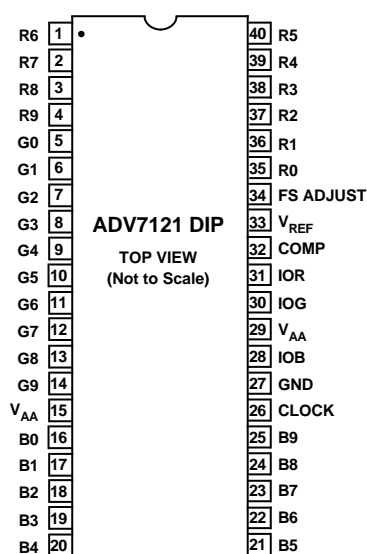 R6 1 40 R5
R7 2 39 R4
R8 3 38 R3
R9 4 37 R2
G0 5 36 R1
G1 6 35 R0
G2 7 34 FS ADJUST
G3 8 ADV7121 DIP 33 VREF
G4 9 TOP VIEW 32 COMP
G5 10 (Not to Scale) 31 IOR
G6 11 30 IOG
G7 12 29 VAA
G8 13 28 IOB
G9 14 27 GND
VAA 15 26 CLOCK
B0 16 25 B9
B1 17 24 B8
B2 18 23 B7
B3 19 22 B6
B4 20 21 B5